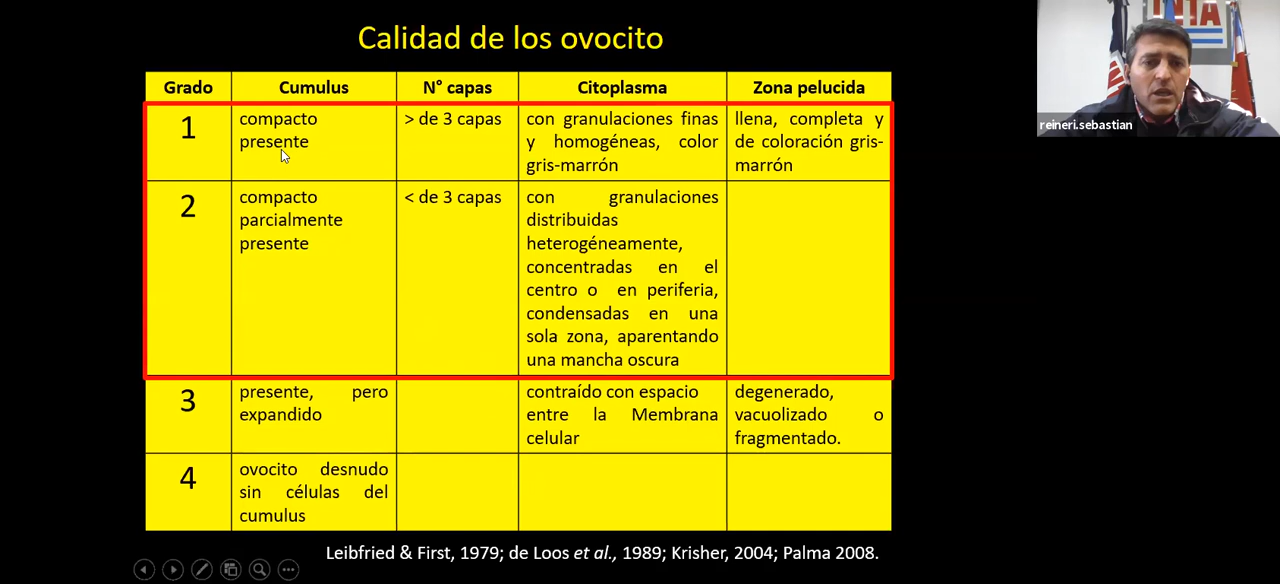 Calidad de los ovocito
INTA
reineri.sebastian
Grado Cumulus N° capas Citoplasma Zona pelucida
1
compacto
presente
> de 3 capas
con granulaciones finas
y homogéneas, color
gris-marrón
llena, completa y
de coloración gris-
marrón
2
compacto
parcialmente
presente
< de 3 capas
con granulaciones
distribuidas
heterogéneamente,
concentradas en el
centro o en periferia,
condensadas en una
sola zona, aparentando
una mancha oscura
3
presente, pero
expandido
contraído con espacio
entre la Membrana
celular
degenerado,
vacuolizado o
fragmentado.
4
ovocito desnudo
sin células del
cumulus
Leibfried & First, 1979; de Loos et al., 1989; Krisher, 2004; Palma 2008.